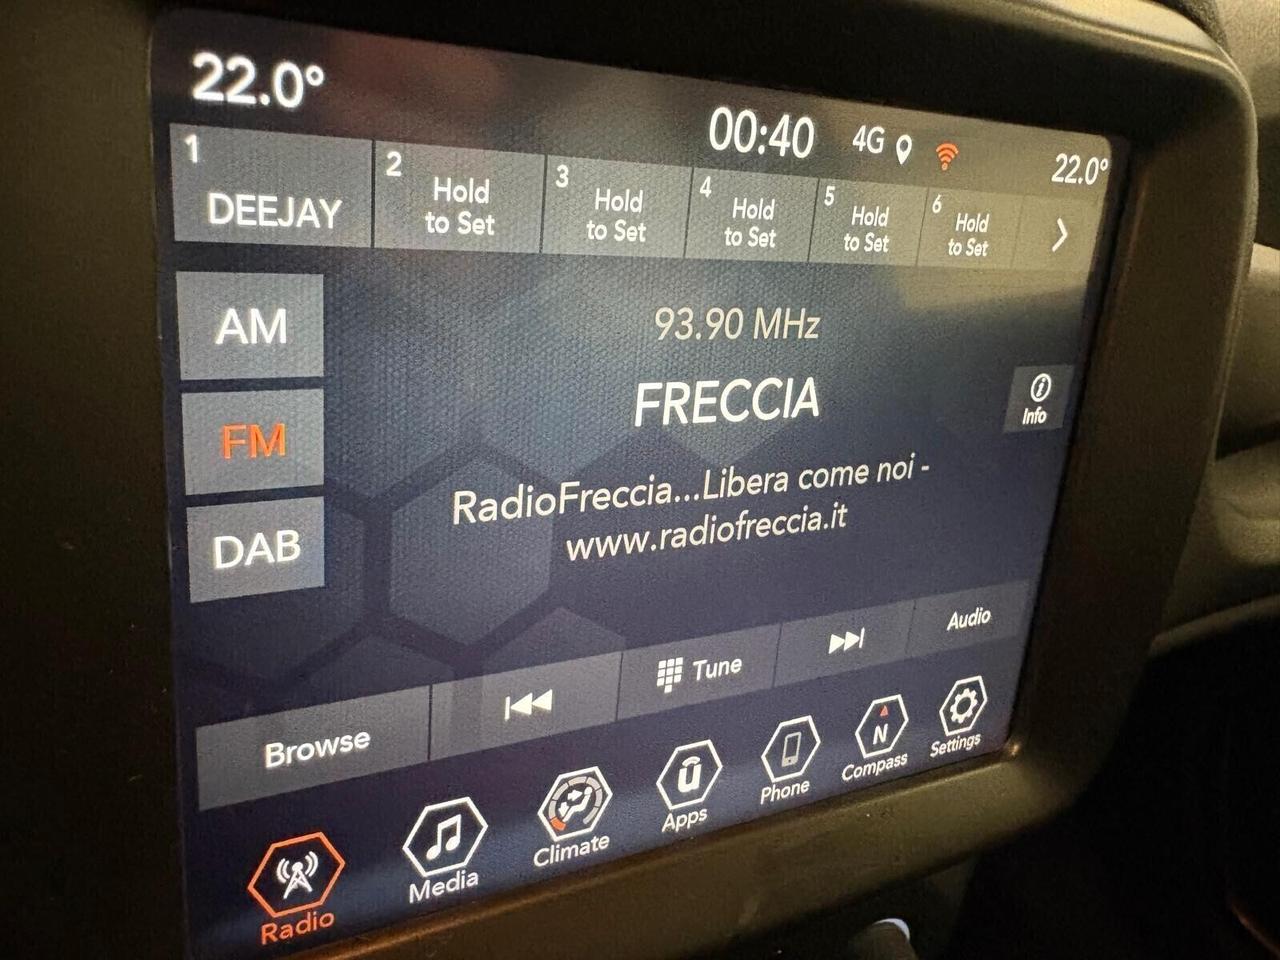 22.0°
00:40
4G
22.0°
1
DEEJAY
2
Hold
to Set
3
Hold
to Set
4
Hold
to Set
5
Hold
to Set
6
Hold
to Set
AM
FM
DAB
93.90 MHz
FRECCIA
RadioFreccia...Libera come noi -
www.radiofreccia.it
Info
Browse
Tune
Audio
Radio
Media
Climate
Apps
Phone
N
Compass
Settings